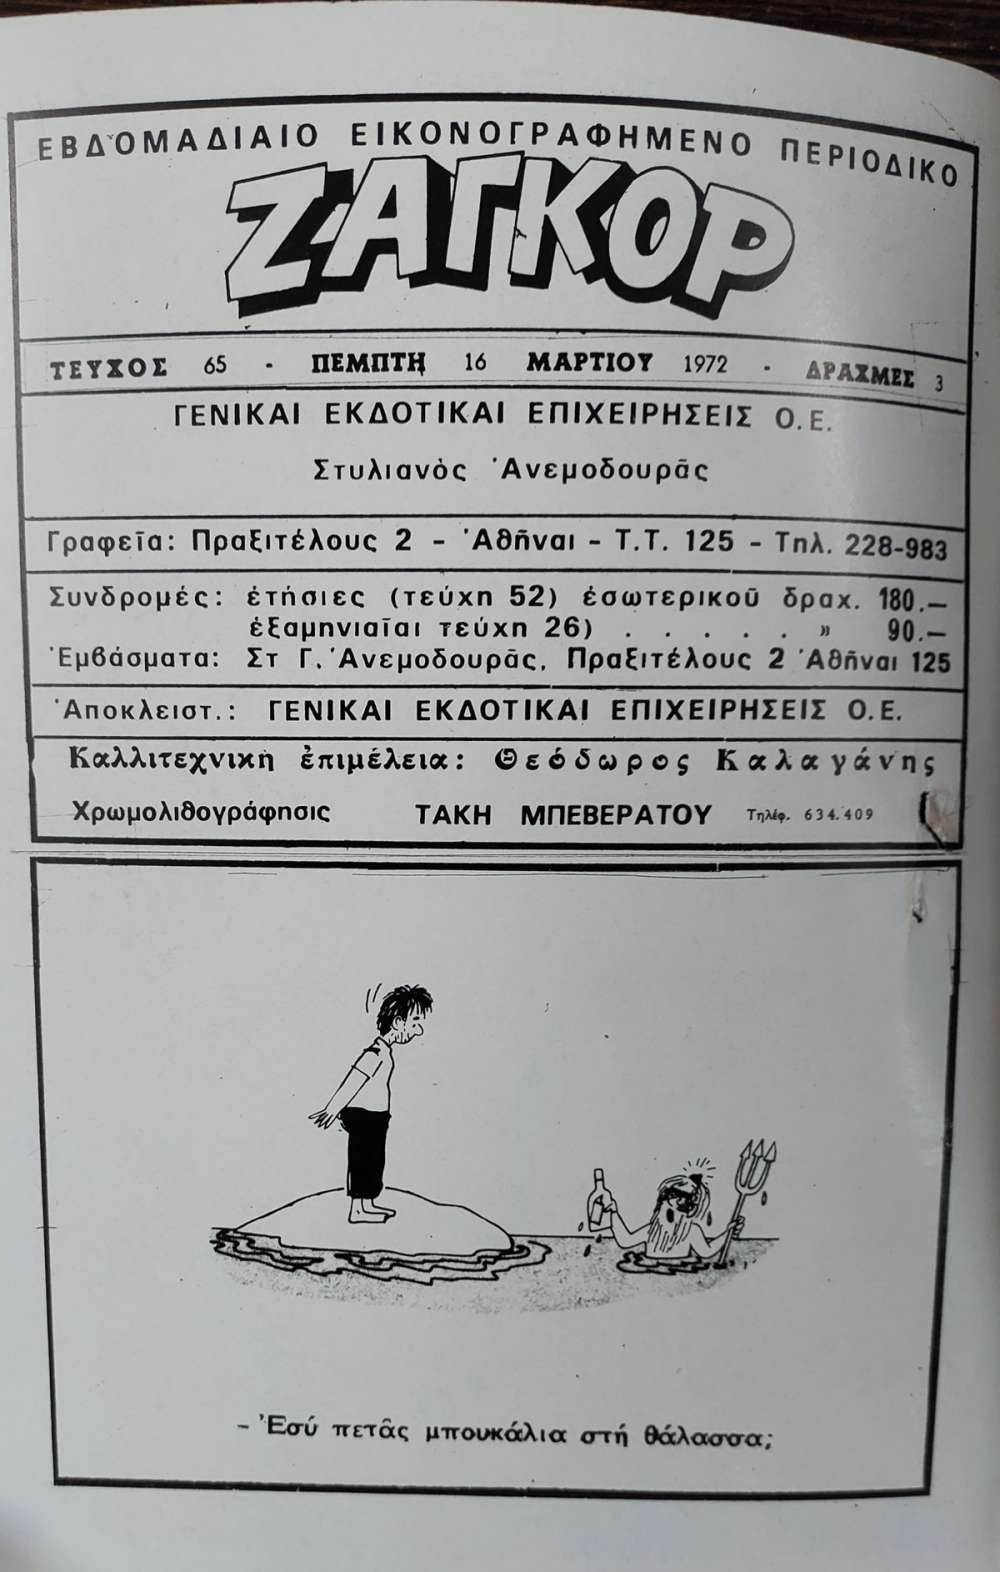 ΕΒΔΟΜΑΔΙΑΙΟ ΕΙΚΟΝΟΓΡΑΦΗΜΕΝΟ ΠΕΡΙΟΔΙΚΟ
ΖΑΓΚΟΡ
ΤΕΥΧΟΣ 65 - ΠΕΜΠΤΗ 16 ΜΑΡΤΙΟΥ 1972 - ΔΡΑΧΜΕΣ 3
ΓΕΝΙΚΑΙ ΕΚΔΟΤΙΚΑΙ ΕΠΙΧΕΙΡΗΣΕΙΣ Ο.Ε.
Στυλιανὸς Ἀνεμοδουρᾶς
Γραφεῖα: Πραξιτέλους 2 - Ἀθῆναι - Τ.Τ. 125 - Τηλ. 228-983
Συνδρομές: ἐτήσιες (τεύχη 52) ἐσωτερικοῦ δραχ. 180.—
ἐξαμηνιαῖαι τεύχη 26) . . . . . » 90.—
Ἐμβάσματα: Στ Γ. Ἀνεμοδουρᾶς, Πραξιτέλους 2 Ἀθῆναι 125
Ἀποκλειστ.: ΓΕΝΙΚΑΙ ΕΚΔΟΤΙΚΑΙ ΕΠΙΧΕΙΡΗΣΕΙΣ Ο.Ε.
Καλλιτεχνικὴ ἐπιμέλεια: Θεόδωρος Καλαγάνης
Χρωμολιθογράφησις ΤΑΚΗ ΜΠΕΒΕΡΑΤΟΥ Τηλέφ. 634.409
- Ἐσύ πετᾶς μπουκάλια στή θάλασσα;